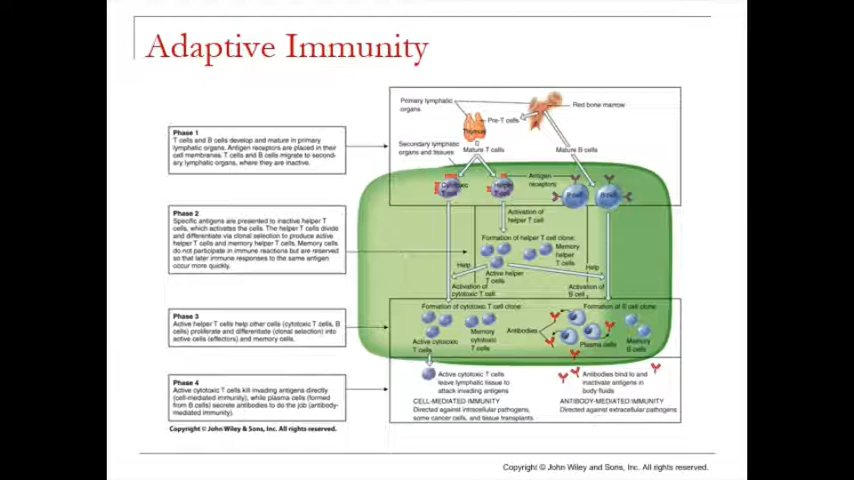 Adaptive Immunity
Phase 1
T cells and B cells develop and mature in primary
lymphatic organs. Antigen receptors are placed in their
cell membranes. T cells and B cells migrate to second-
ary lymphatic organs, where they are inactive.
Phase 2
Specific antigens are presented to inactive helper T
cells, which activates the cells. The helper T cells divide
and differentiate via clonal selection to produce active
helper T cells and memory helper T cells. Memory cells
do not participate in immune reactions but are reserved
so that later immune responses to the same antigen
occur more quickly.
Phase 3
Active helper T cells help other cells (cytotoxic T cells, B
cells) proliferate and differentiate (clonal selection) into
active cells (effectors) and memory cells.
Phase 4
Active cytotoxic T cells kill invading antigens directly
(cell-mediated immunity), while plasma cells (formed
from B cells) secrete antibodies to do the job (antibody-
mediated immunity).
Copyright © John Wiley & Sons, Inc. All rights reserved.
Primary lymphatic
organs
Red bone marrow
Pre-T cells
Thymus
Secondary lymphatic
organs and tissues
Mature T cells
Mature B cells
Antigen
receptors
Cytotoxic
T cell
Helper
T cell
B cell
B cell
Activation of
helper T cell
Formation of helper T cell clone:
Memory
helper
T cells
Help
Active helper
T cells
Help
Activation of
cytotoxic T cell
Activation of
B cell
Formation of cytotoxic T cell clone:
Formation of B cell clone:
Antibodies
Active cytotoxic
T cells
Memory
cytotoxic
T cells
Plasma cells
Memory
B cells
Active cytotoxic T cells
leave lymphatic tissue to
attack invading antigens
Antibodies bind to and
inactivate antigens in
body fluids
CELL-MEDIATED IMMUNITY
Directed against intracellular pathogens,
some cancer cells, and tissue transplants
ANTIBODY-MEDIATED IMMUNITY
Directed against extracellular pathogens
Copyright © John Wiley and Sons, Inc. All rights reserved.